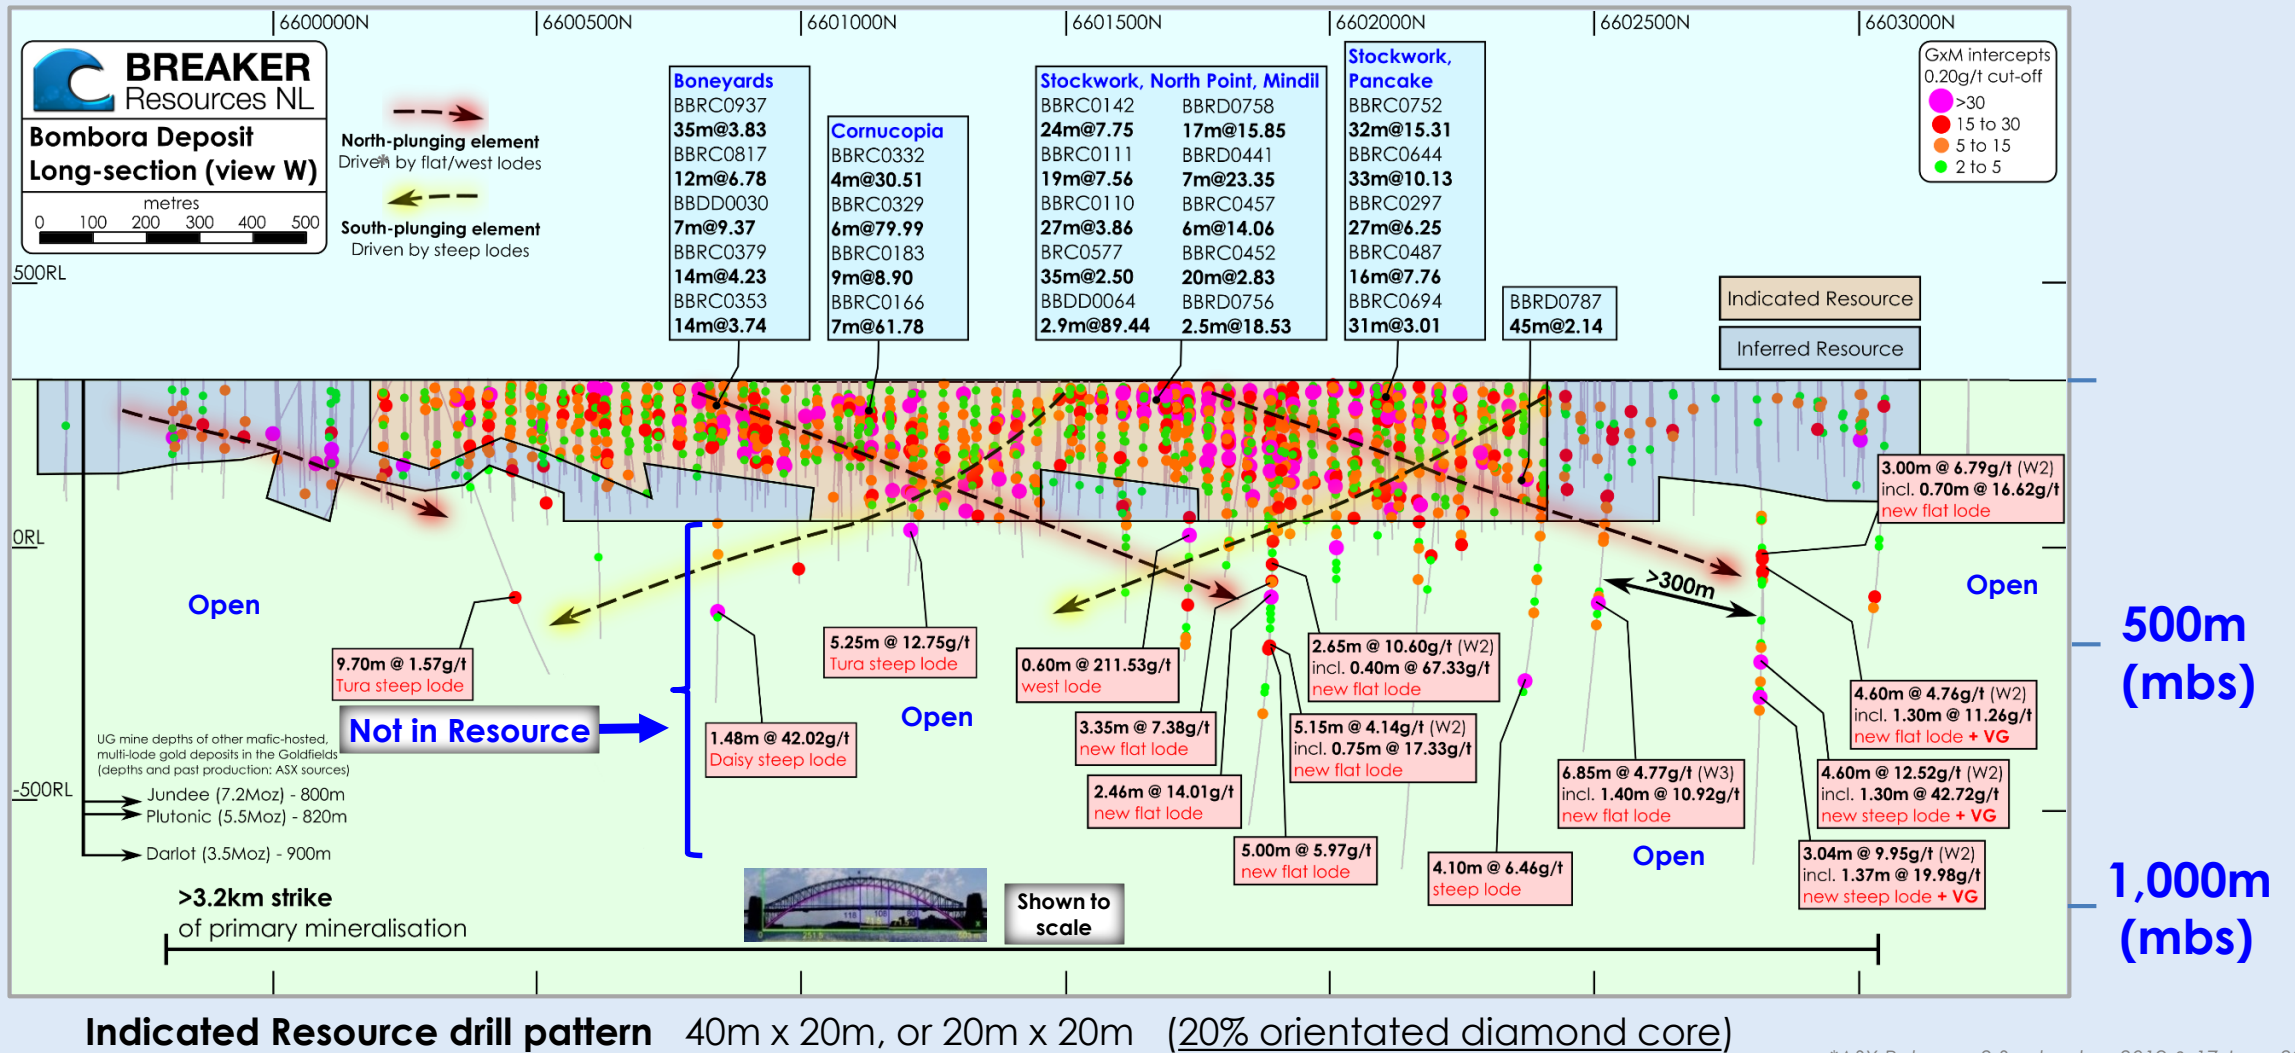 6600000N
6600500N
6601000N
6601500N
6602000N
6602500N
6603000N
BREAKER
Resources NL
Bombora Deposit
Long-section (view W)
metres
0 100 200 300 400 500
North-plunging element
Driven by flat/west lodes
South-plunging element
Driven by steep lodes
Boneyards
BBRC0937
35m@3.83
BBRC0817
12m@6.78
BBDD0030
7m@9.37
BBRC0379
14m@4.23
BBRC0353
14m@3.74
Cornucopia
BBRC0332
4m@30.51
BBRC0329
6m@79.99
BBRC0183
9m@8.90
BBRC0166
7m@61.78
Stockwork, North Point, Mindil
BBRC0142 BBRD0758
24m@7.75 17m@15.85
BBRC0111 BBRD0441
19m@7.56 7m@23.35
BBRC0110 BBRC0457
27m@3.86 6m@14.06
BRC0577 BBRC0452
35m@2.50 20m@2.83
BBDD0064 BBRD0756
2.9m@89.44 2.5m@18.53
Stockwork,
Pancake
BBRC0752
32m@15.31
BBRC0644
33m@10.13
BBRC0297
27m@6.25
BBRC0487
16m@7.76
BBRC0694
31m@3.01
BBRD0787
45m@2.14
GxM intercepts
0.20g/t cut-off
>30
15 to 30
5 to 15
2 to 5
Indicated Resource
Inferred Resource
500RL
0RL
-500RL
Open
Open
Open
Open
>300m
3.00m @ 6.79g/t (W2)
incl. 0.70m @ 16.62g/t
new flat lode
9.70m @ 1.57g/t
Tura steep lode
Not in Resource
1.48m @ 42.02g/t
Daisy steep lode
5.25m @ 12.75g/t
Tura steep lode
0.60m @ 211.53g/t
west lode
3.35m @ 7.38g/t
new flat lode
2.46m @ 14.01g/t
new flat lode
2.65m @ 10.60g/t (W2)
incl. 0.40m @ 67.33g/t
new flat lode
5.15m @ 4.14g/t (W2)
incl. 0.75m @ 17.33g/t
new flat lode
5.00m @ 5.97g/t
new flat lode
4.10m @ 6.46g/t
steep lode
6.85m @ 4.77g/t (W3)
incl. 1.40m @ 10.92g/t
new flat lode
4.60m @ 4.76g/t (W2)
incl. 1.30m @ 11.26g/t
new flat lode + VG
4.60m @ 12.52g/t (W2)
incl. 1.30m @ 42.72g/t
new steep lode + VG
3.04m @ 9.95g/t (W2)
incl. 1.37m @ 19.98g/t
new steep lode + VG
500m
(mbs)
1,000m
(mbs)
UG mine depths of other mafic-hosted,
multi-lode gold deposits in the Goldfields
(depths and past production: ASX sources)
Jundee (7.2Moz) - 800m
Plutonic (5.5Moz) - 820m
Darlot (3.5Moz) - 900m
>3.2km strike
of primary mineralisation
Shown to
scale
Indicated Resource drill pattern 40m x 20m, or 20m x 20m (20% orientated diamond core)